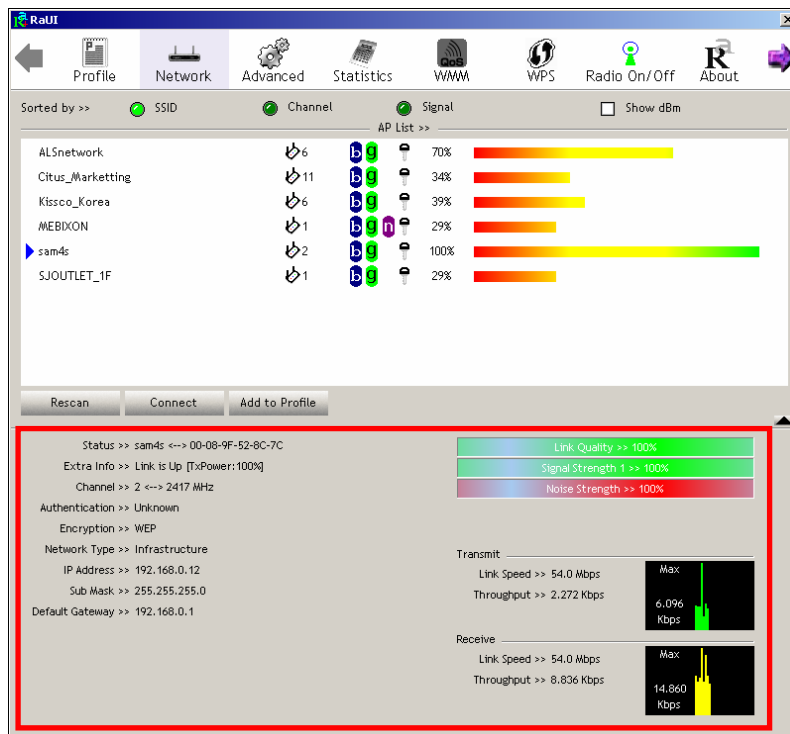 RaUI
Profile Network Advanced Statistics QoS WMM WPS Radio On/Off Ra About
Sorted by >> SSID Channel Signal Show dBm
AP List >>
ALSnetwork 6 b g 70%
Citus_Marketting 11 b g 34%
Kissco_Korea 6 b g 39%
MEBIXON 1 b g n 29%
sam4s 2 b g 100%
SJOUTLET_1F 1 b g 29%
Rescan Connect Add to Profile
Status >> sam4s <--> 00-08-9F-52-8C-7C
Extra Info >> Link is Up [TxPower:100%]
Channel >> 2 <--> 2417 MHz
Authentication >> Unknown
Encryption >> WEP
Network Type >> Infrastructure
IP Address >> 192.168.0.12
Sub Mask >> 255.255.255.0
Default Gateway >> 192.168.0.1
Link Quality >> 100%
Signal Strength 1 >> 100%
Noise Strength >> 100%
Transmit
Link Speed >> 54.0 Mbps
Throughput >> 2.272 Kbps
Max
6.096
Kbps
Receive
Link Speed >> 54.0 Mbps
Throughput >> 8.836 Kbps
Max
14.860
Kbps